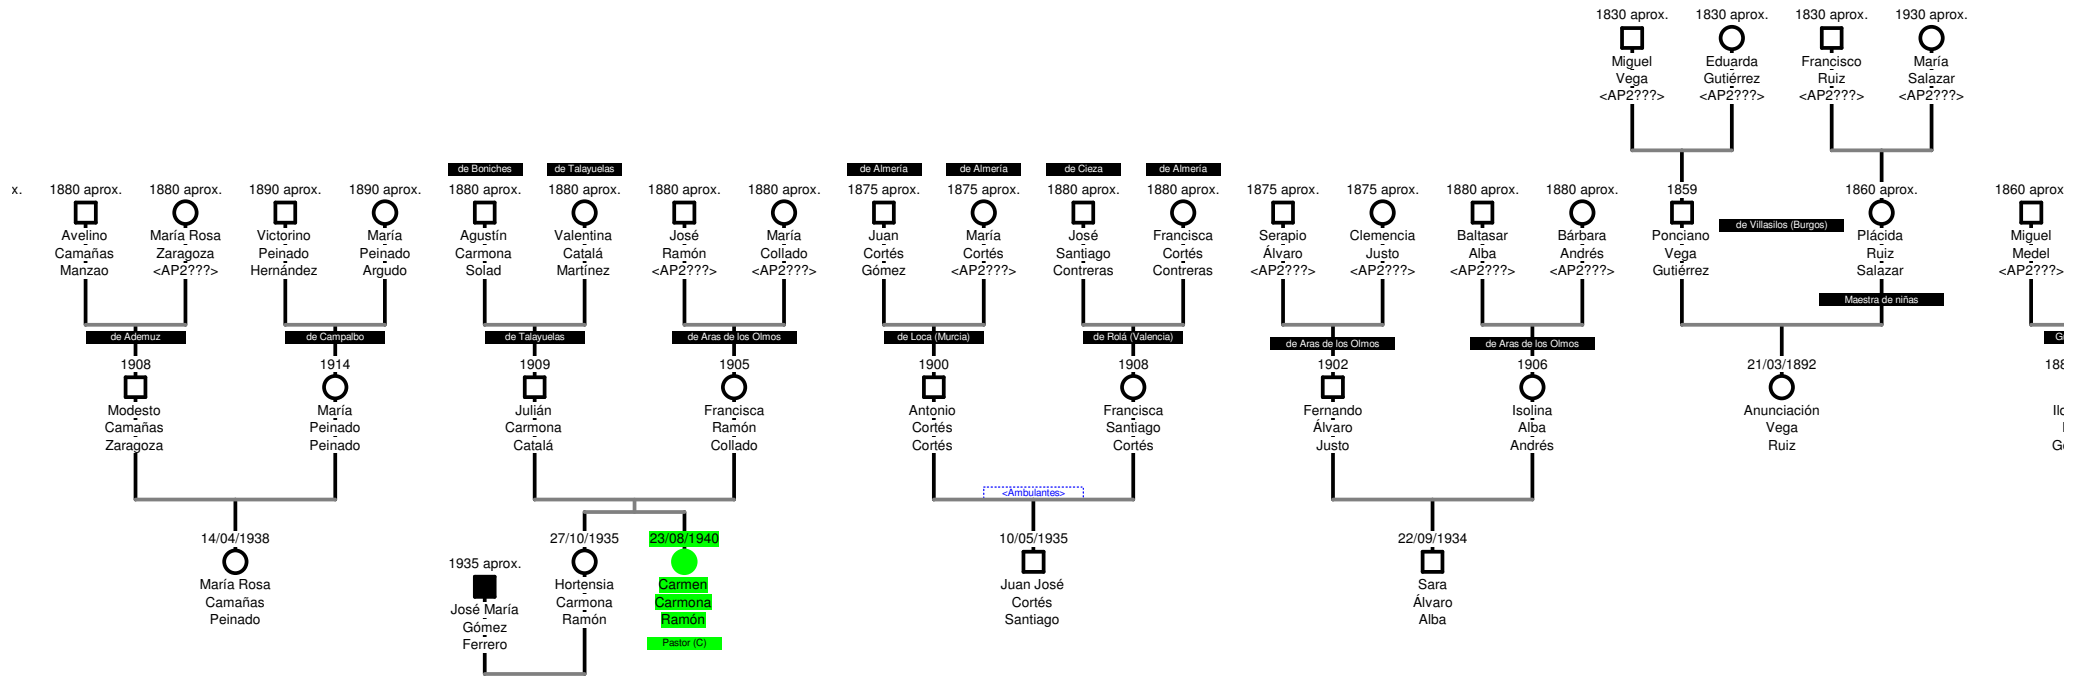 1830 aprox. 1830 aprox. 1830 aprox. 1930 aprox.
Miguel Eduarda Francisco María
Vega Gutiérrez Ruiz Salazar
<AP2???> <AP2???> <AP2???> <AP2???>
de Boniches de Talayuelas de Almería de Almería de Cieza de Almería
x. 1880 aprox. 1880 aprox. 1890 aprox. 1890 aprox. 1880 aprox. 1880 aprox. 1880 aprox. 1880 aprox. 1875 aprox. 1875 aprox. 1880 aprox. 1880 aprox. 1875 aprox. 1875 aprox. 1880 aprox. 1880 aprox. 1859 1860 aprox. 1860 aprox
de Villasilos (Burgos)
Avelino María Rosa Victorino María Agustín Valentina José María Juan María José Francisca Serapio Clemencia Baltasar Bárbara Ponciano Plácida Miguel
Camañas Zaragoza Peinado Peinado Carmona Catalá Ramón Collado Cortés Cortés Santiago Cortés Álvaro Justo Alba Andrés Vega Ruiz Medel
Manzao <AP2???> Hernández Argudo Solad Martínez <AP2???> <AP2???> Gómez <AP2???> Contreras Contreras <AP2???> <AP2???> <AP2???> <AP2???> Gutiérrez Salazar <AP2???>
Maestra de niñas
de Ademuz de Campalbo de Talayuelas de Aras de los Olmos de Loca (Murcia) de Rolá (Valencia) de Aras de los Olmos de Aras de los Olmos G
1908 1914 1909 1905 1900 1908 1902 1906 21/03/1892 188
Modesto María Julián Francisca Antonio Francisca Fernando Isolina Anunciación
Camañas Peinado Carmona Ramón Cortés Santiago Álvaro Alba Vega
Zaragoza Peinado Catalá Collado Cortés Cortés Justo Andrés Ruiz
<Ambulantes>
14/04/1938 27/10/1935 23/08/1940 10/05/1935 22/09/1934
1935 aprox.
María Rosa Hortensia Carmen Juan José Sara
Camañas Carmona Carmona Cortés Álvaro
Peinado Ramón Ramón Santiago Alba
José María
Gómez
Ferrero
Pastor (C)